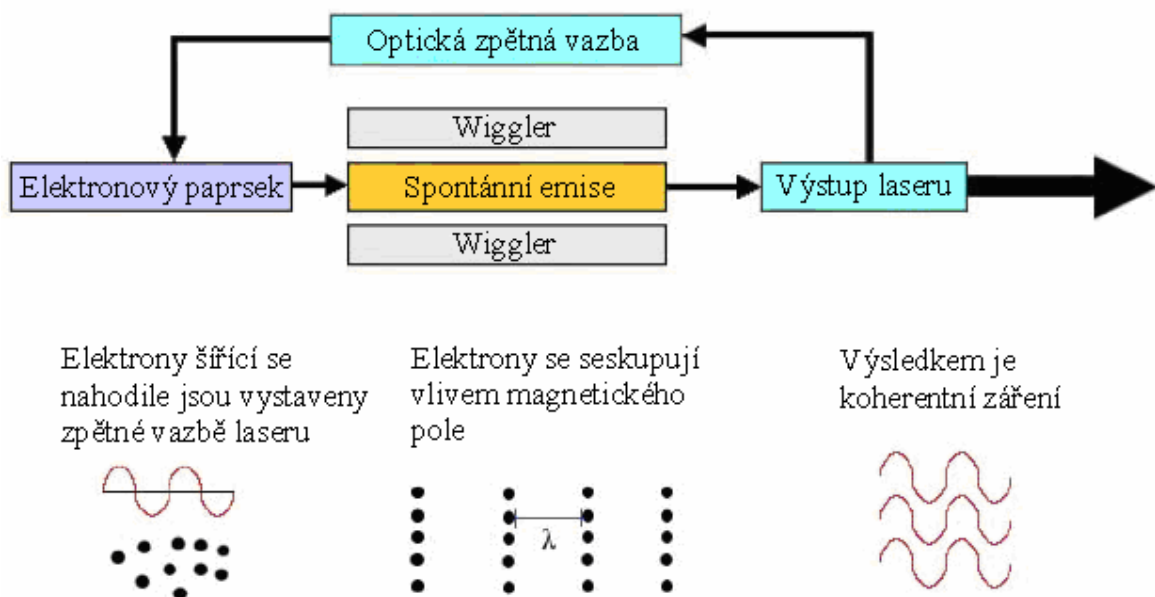 Optická zpětná vazba
Wiggler
Elektronový paprsek
Spontánní emise
Výstup laseru
Wiggler
Elektrony šířící se
nahodile jsou vystaveny
zpětné vazbě laseru
Elektrony se seskupují
vlivem magnetického
pole
Výsledkem je
koherentní záření
λ